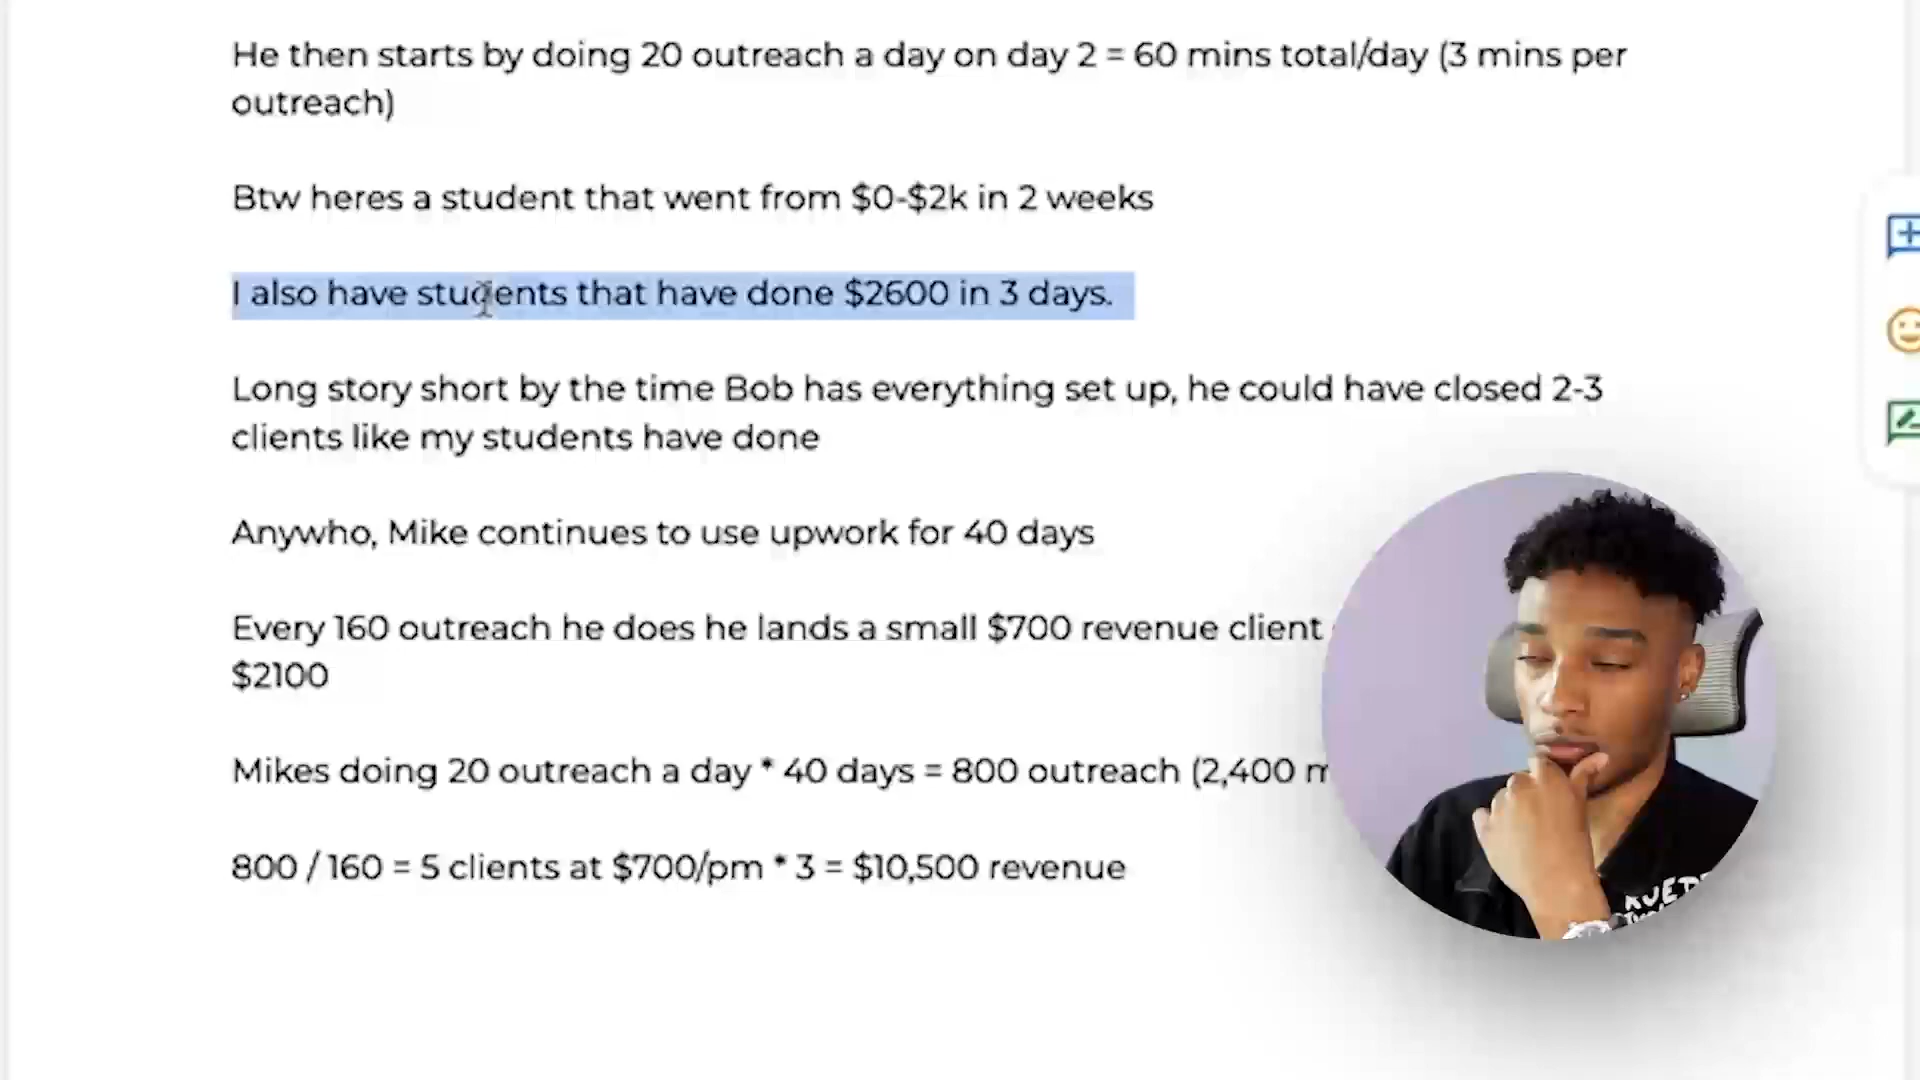 He then starts by doing 20 outreach a day on day 2 = 60 mins total/day (3 mins per
outreach)
Btw heres a student that went from $0-$2k in 2 weeks
I also have students that have done $2600 in 3 days.
Long story short by the time Bob has everything set up, he could have closed 2-3
clients like my students have done
Anywho, Mike continues to use upwork for 40 days
Every 160 outreach he does he lands a small $700 revenue client
$2100
Mikes doing 20 outreach a day * 40 days = 800 outreach (2,400
800 / 160 = 5 clients at $700/pm * 3 = $10,500 revenue